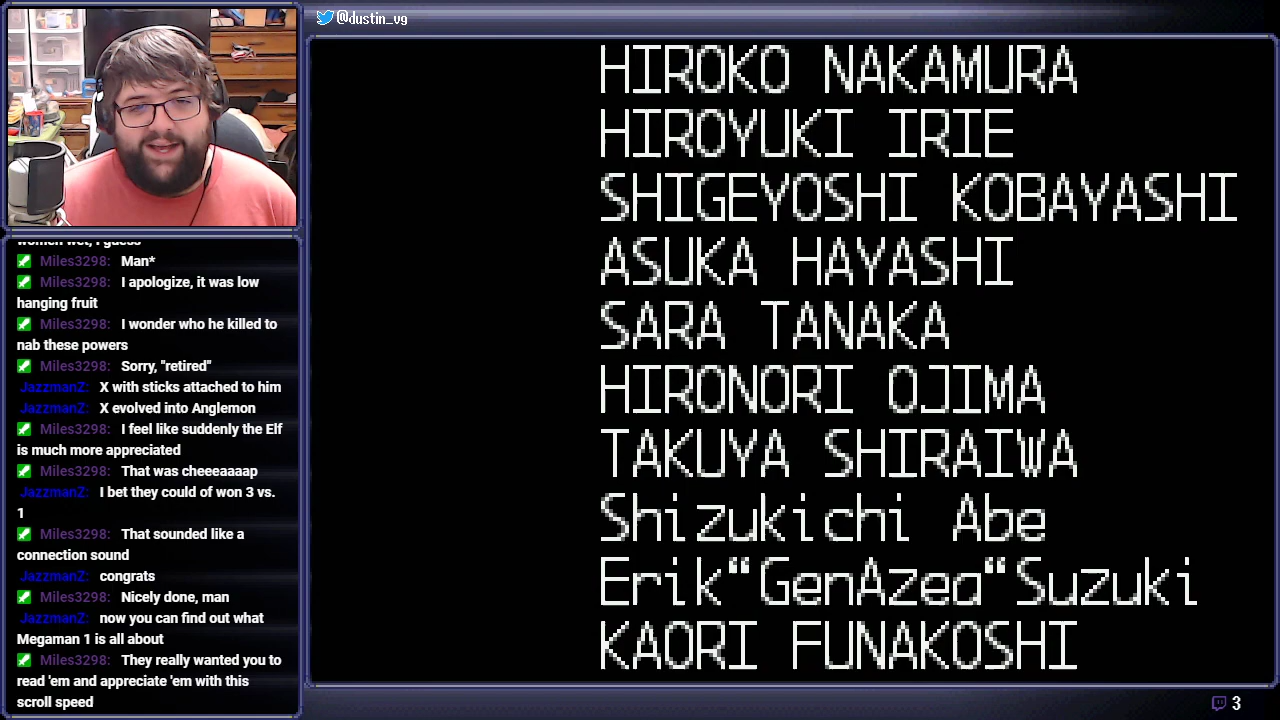 @dustin_vg
women wet, I guess
Miles3298: Man*
Miles3298: I apologize, it was low
hanging fruit
Miles3298: I wonder who he killed to
nab these powers
Miles3298: Sorry, "retired"
JazzmanZ: X with sticks attached to him
JazzmanZ: X evolved into Anglemon
Miles3298: I feel like suddenly the Elf
is much more appreciated
Miles3298: That was cheeeaaaap
JazzmanZ: I bet they could of won 3 vs.
1
Miles3298: That sounded like a
connection sound
JazzmanZ: congrats
Miles3298: Nicely done, man
JazzmanZ: now you can find out what
Megaman 1 is all about
Miles3298: They really wanted you to
read 'em and appreciate 'em with this
scroll speed
HIROKO NAKAMURA
HIROYUKI IRIE
SHIGEYOSHI KOBAYASHI
ASUKA HAYASHI
SARA TANAKA
HIRONORI OJIMA
TAKUYA SHIRAIWA
Shizukichi Abe
Erik“GenAzea“Suzuki
KAORI FUNAKOSHI
3